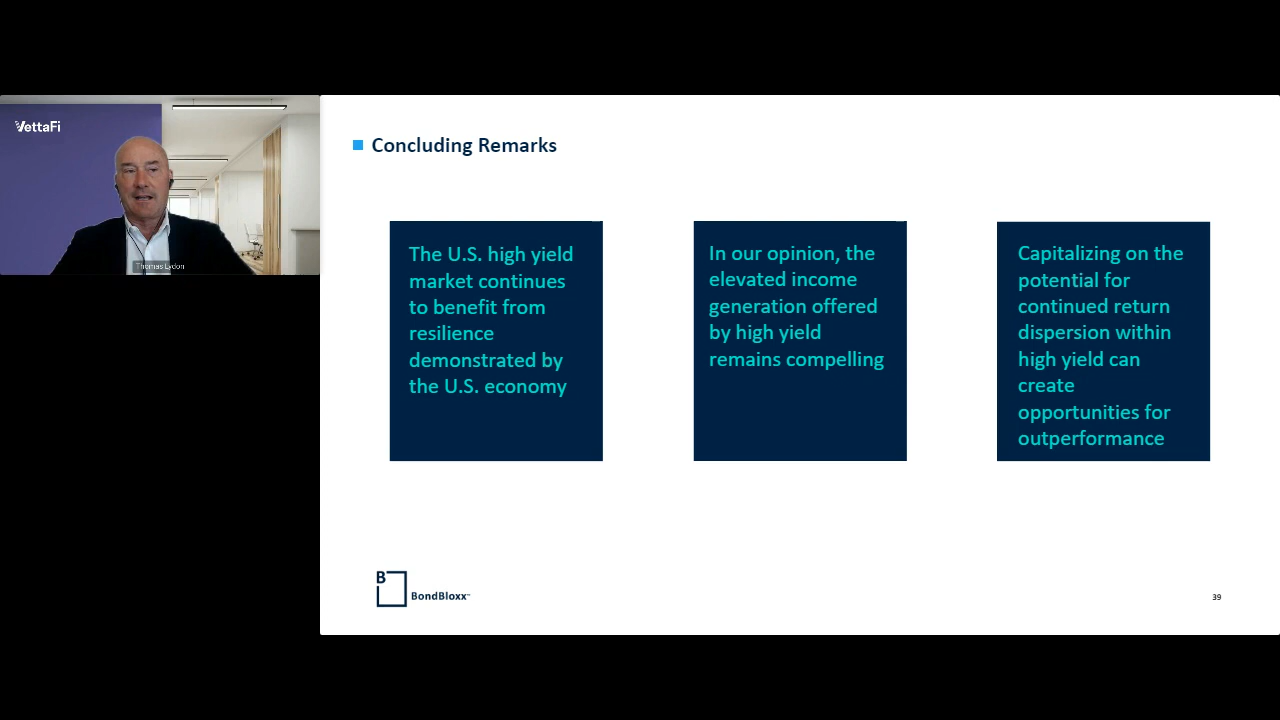 VettaFi
Thomas Lydon
Concluding Remarks
The U.S. high yield
market continues
to benefit from
resilience
demonstrated by
the U.S. economy
In our opinion, the
elevated income
generation offered
by high yield
remains compelling
Capitalizing on the
potential for
continued return
dispersion within
high yield can
create
opportunities for
outperformance
B
BondBloxx™
39